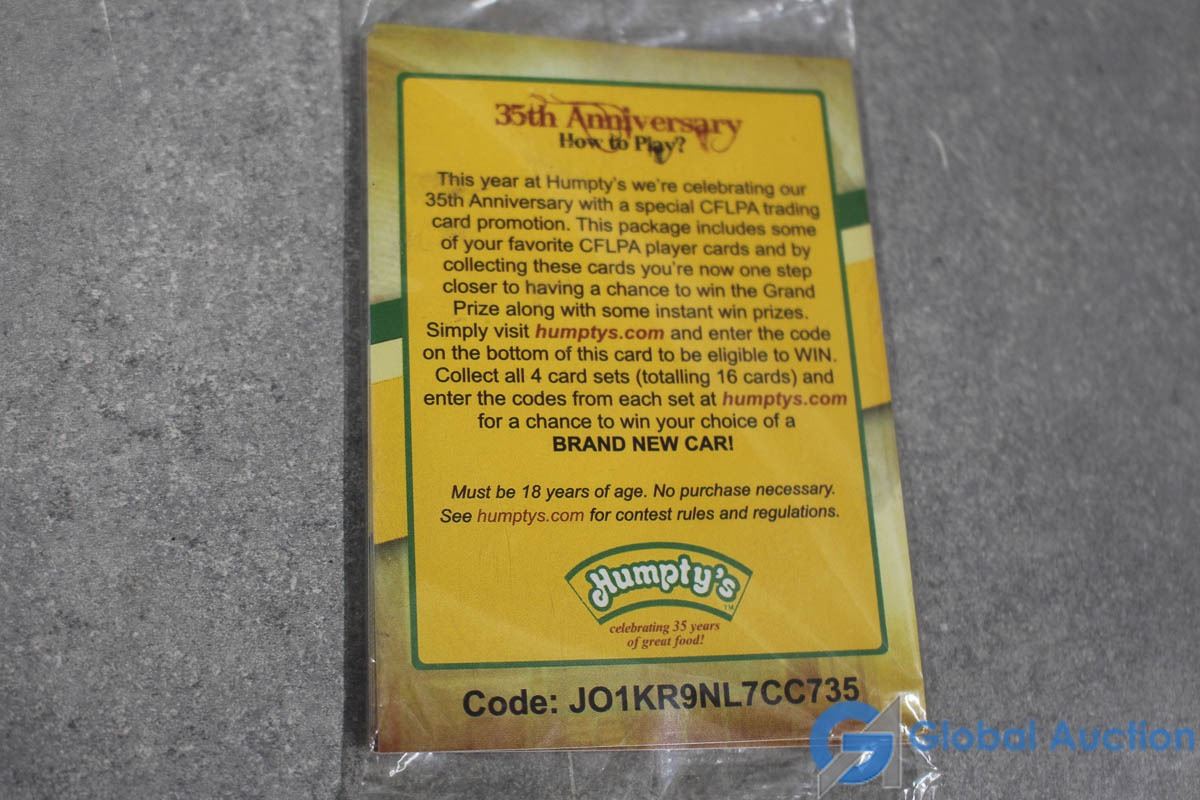 35th Anniversary
How to Play?
This year at Humpty's we're celebrating our
35th Anniversary with a special CFLPA trading
card promotion. This package includes some
of your favorite CFLPA player cards and by
collecting these cards you're now one step
closer to having a chance to win the Grand
Prize along with some instant win prizes.
Simply visit humptys.com and enter the code
on the bottom of this card to be eligible to WIN.
Collect all 4 card sets (totalling 16 cards) and
enter the codes from each set at humptys.com
for a chance to win your choice of a
BRAND NEW CAR!
Must be 18 years of age. No purchase necessary.
See humptys.com for contest rules and regulations.
Humpty's TM
celebrating 35 years
of great food!
Code: JO1KR9NL7CC735
Global Auction